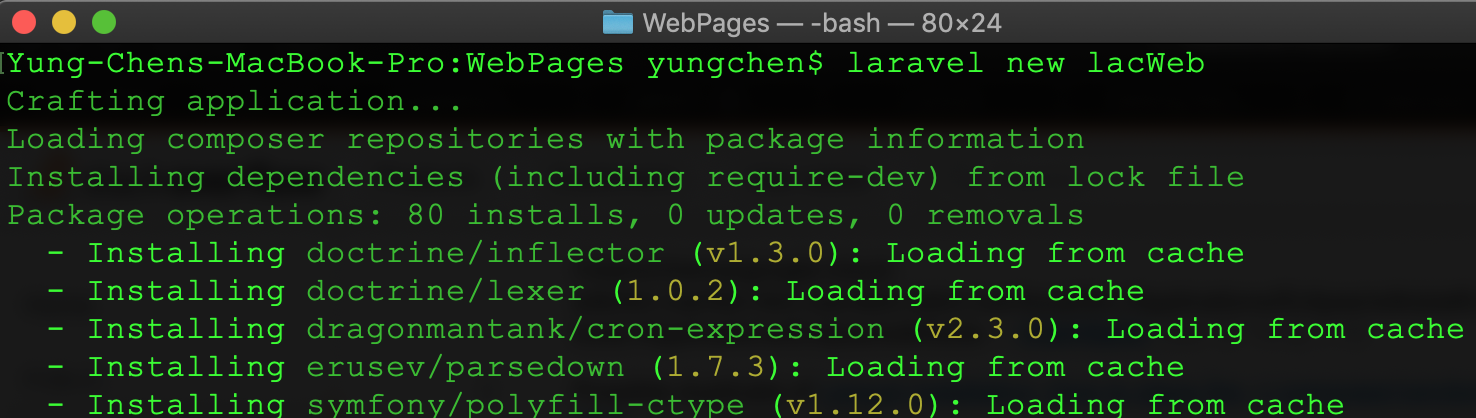 WebPages — -bash — 80×24
Yung-Chens-MacBook-Pro:WebPages yungchen$ laravel new lacWeb
Crafting application...
Loading composer repositories with package information
Installing dependencies (including require-dev) from lock file
Package operations: 80 installs, 0 updates, 0 removals
  - Installing doctrine/inflector (v1.3.0): Loading from cache
  - Installing doctrine/lexer (1.0.2): Loading from cache
  - Installing dragonmantank/cron-expression (v2.3.0): Loading from cache
  - Installing erusev/parsedown (1.7.3): Loading from cache
  - Installing symfony/polyfill-ctype (v1.12.0): Loading from cache